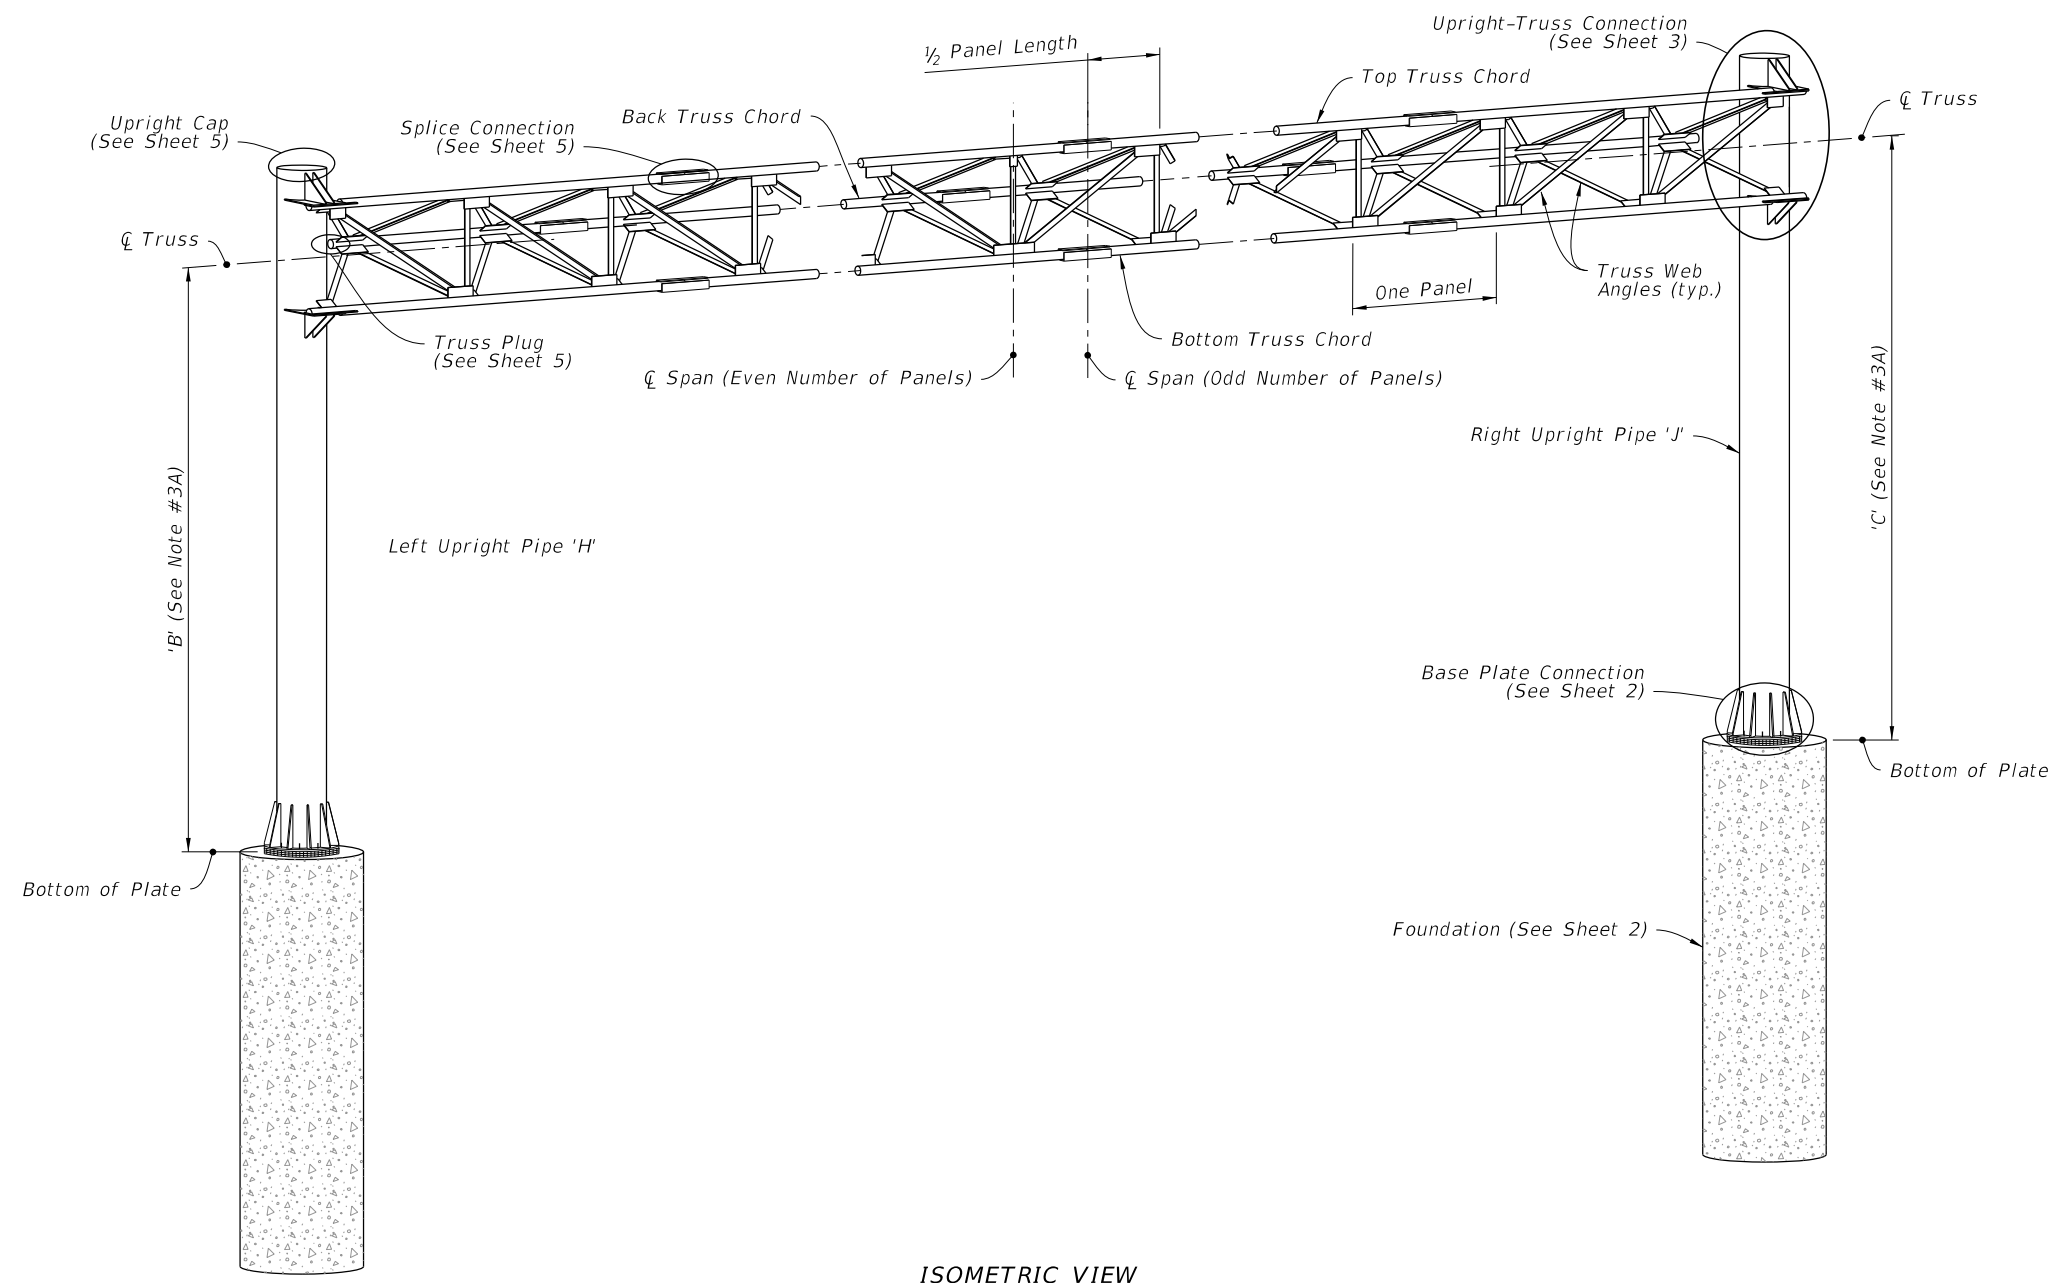 Upright-Truss Connection
(See Sheet 3)
½ Panel Length
Top Truss Chord
℄ Truss
Back Truss Chord
Upright Cap
(See Sheet 5)
Splice Connection
(See Sheet 5)
℄ Truss
Truss Web
Angles (typ.)
One Panel
Truss Plug
(See Sheet 5)
Bottom Truss Chord
℄ Span (Even Number of Panels)
℄ Span (Odd Number of Panels)
Right Upright Pipe 'J'
'C' (See Note #3A)
'B' (See Note #3A)
Left Upright Pipe 'H'
Base Plate Connection
(See Sheet 2)
Bottom of Plate
Bottom of Plate
Foundation (See Sheet 2)
ISOMETRIC VIEW